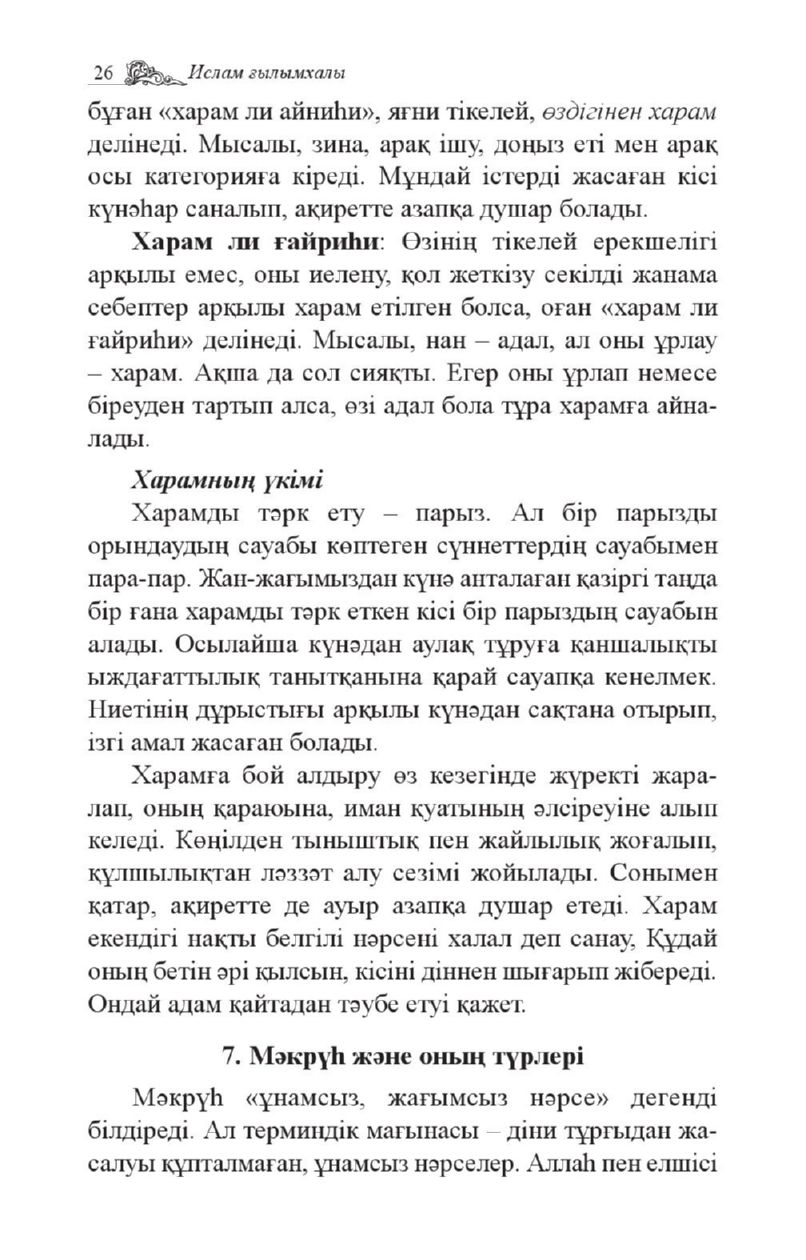 26 Ислам ғылымхалы
бұған «харам ли айниһи», яғни тікелей, өздігінен харам
делінеді. Мысалы, зина, арақ ішу, доңыз еті мен арақ
осы категорияға кіреді. Мұндай істерді жасаған кісі
күнәһар саналып, ақиретте азапқа душар болады.
Харам ли ғайриһи: Өзінің тікелей ерекшелігі
арқылы емес, оны иелену, қол жеткізу секілді жанама
себептер арқылы харам етілген болса, оған «харам ли
ғайриһи» делінеді. Мысалы, нан – адал, ал оны ұрлау
– харам. Ақша да сол сияқты. Егер оны ұрлап немесе
біреуден тартып алса, өзі адал бола тұра харамға айна-
лады.
Харамның үкімі
Харамды тәрк ету – парыз. Ал бір парызды
орындаудың сауабы көптеген сүннеттердің сауабымен
пара-пар. Жан-жағымыздан күнә анталаған қазіргі таңда
бір ғана харамды тәрк еткен кісі бір парыздың сауабын
алады. Осылайша күнәдан аулақ тұруға қаншалықты
ыждағаттылық танытқанына қарай сауапқа кенелмек.
Ниетінің дұрыстығы арқылы күнәдан сақтана отырып,
ізгі амал жасаған болады.
Харамға бой алдыру өз кезегінде жүректі жара-
лап, оның қараюына, иман қуатының әлсіреуіне алып
келеді. Көңілден тыныштық пен жайлылық жоғалып,
құлшылықтан ләззәт алу сезімі жойылады. Сонымен
қатар, ақиретте де ауыр азапқа душар етеді. Харам
екендігі нақты белгілі нәрсені халал деп санау, Құдай
оның бетін әрі қылсын, кісіні діннен шығарып жібереді.
Ондай адам қайтадан тәубе етуі қажет.
7. Мәкрүһ және оның түрлері
Мәкрүһ «ұнамсыз, жағымсыз нәрсе» дегенді
білдіреді. Ал терминдік мағынасы – діни тұрғыдан жа-
салуы құпталмаған, ұнамсыз нәрселер. Аллаһ пен елшісі